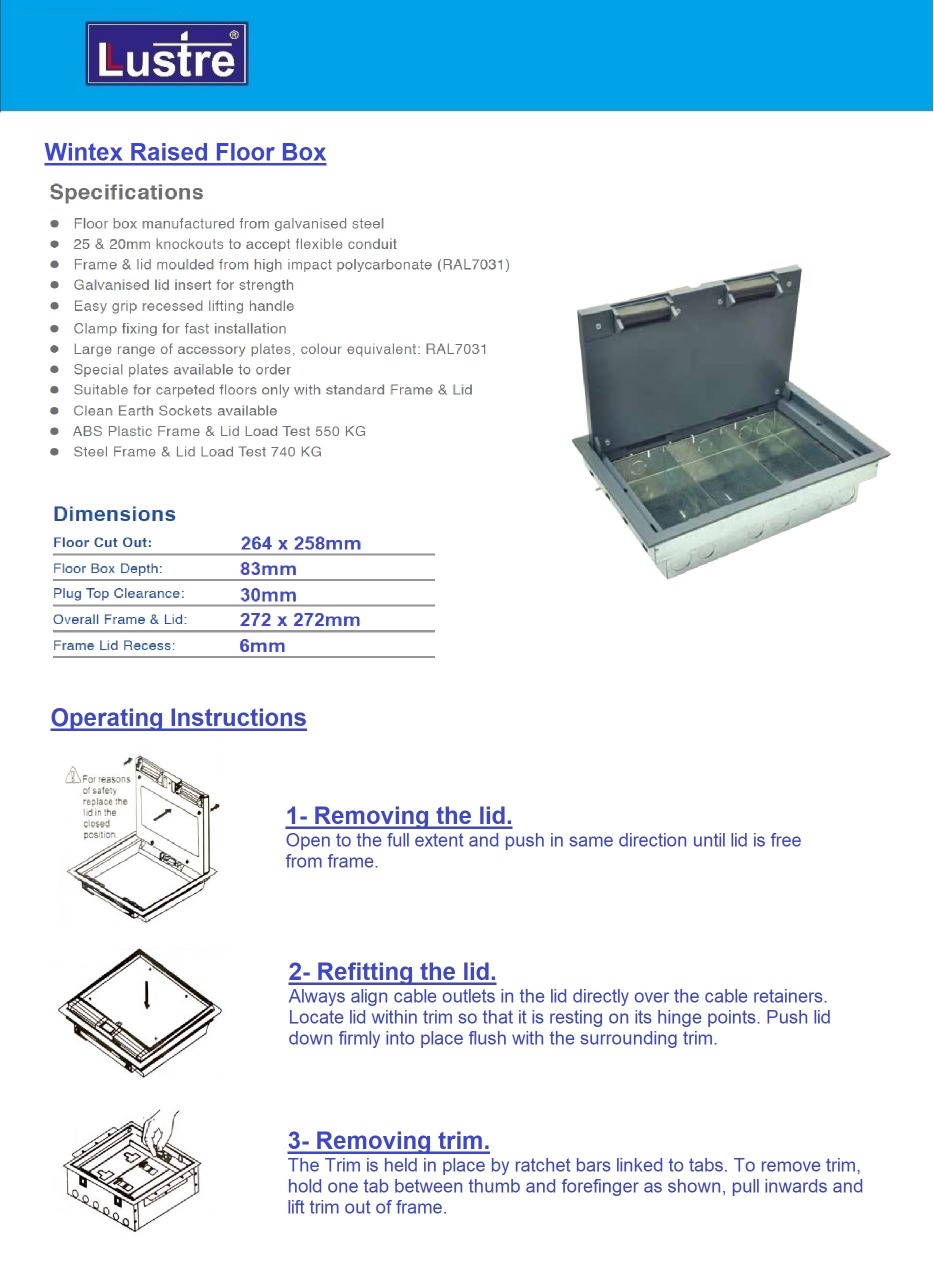 Lustre®
Wintex Raised Floor Box
Specifications
● Floor box manufactured from galvanised steel
● 25 & 20mm knockouts to accept flexible conduit
● Frame & lid moulded from high impact polycarbonate (RAL7031)
● Galvanised lid insert for strength
● Easy grip recessed lifting handle
● Clamp fixing for fast installation
● Large range of accessory plates, colour equivalent: RAL7031
● Special plates available to order
● Suitable for carpeted floors only with standard Frame & Lid
● Clean Earth Sockets available
● ABS Plastic Frame & Lid Load Test 550 KG
● Steel Frame & Lid Load Test 740 KG
Dimensions
Floor Cut Out: 264 x 258mm
Floor Box Depth: 83mm
Plug Top Clearance: 30mm
Overall Frame & Lid: 272 x 272mm
Frame Lid Recess: 6mm
Operating Instructions
For reasons
of safety
replace the
lid in the
closed
position.
1- Removing the lid.
Open to the full extent and push in same direction until lid is free
from frame.
2- Refitting the lid.
Always align cable outlets in the lid directly over the cable retainers.
Locate lid within trim so that it is resting on its hinge points. Push lid
down firmly into place flush with the surrounding trim.
3- Removing trim.
The Trim is held in place by ratchet bars linked to tabs. To remove trim,
hold one tab between thumb and forefinger as shown, pull inwards and
lift trim out of frame.